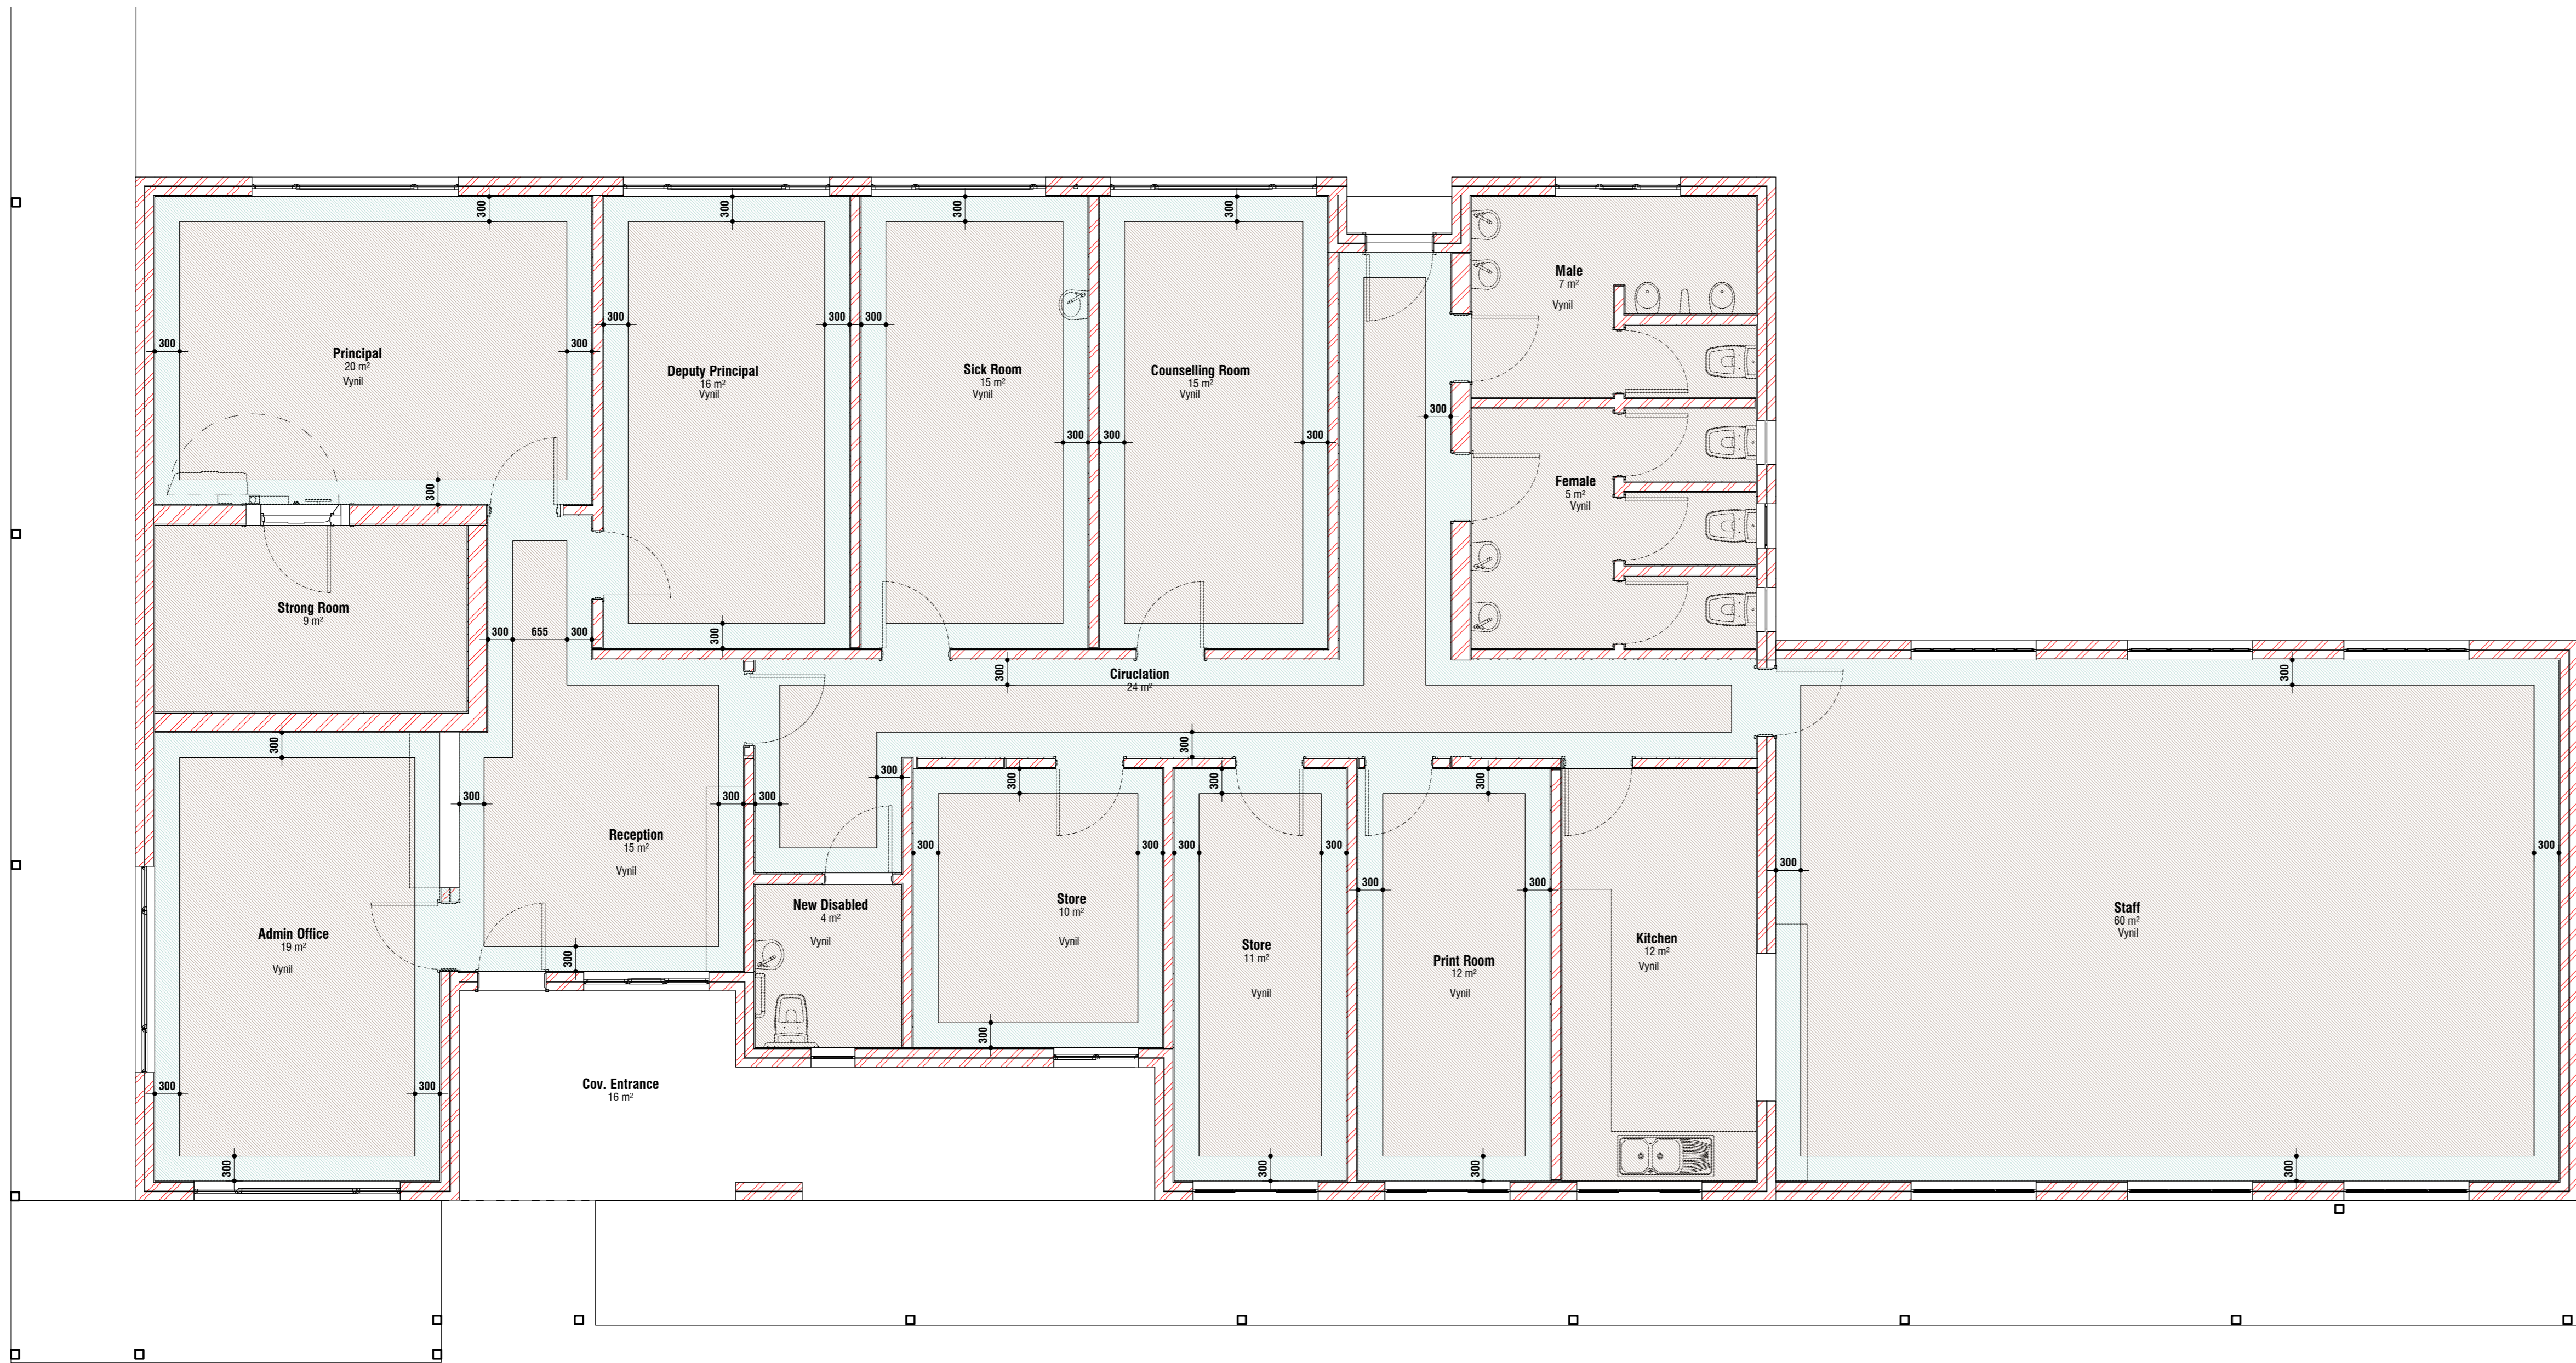 300
300
300
300
300
300
300
300
Male
7 m²
Vynil
300
300
Principal
20 m²
Vynil
Deputy Principal
16 m²
Vynil
Sick Room
15 m²
Vynil
Counselling Room
15 m²
Vynil
300
300
300
300
Female
5 m²
Vynil
300
Strong Room
9 m²
300
655
300
300
300
Ciruclation
24 m²
300
300
300
300
300
300
300
300
300
300
Reception
15 m²
Vynil
300
300
300
300
300
300
300
300
300
New Disabled
4 m²
Vynil
Store
10 m²
Vynil
Admin Office
19 m²
Vynil
Store
11 m²
Vynil
Print Room
12 m²
Vynil
Kitchen
12 m²
Vynil
Staff
60 m²
Vynil
300
300
Cov. Entrance
16 m²
300
300
300
300
300
300